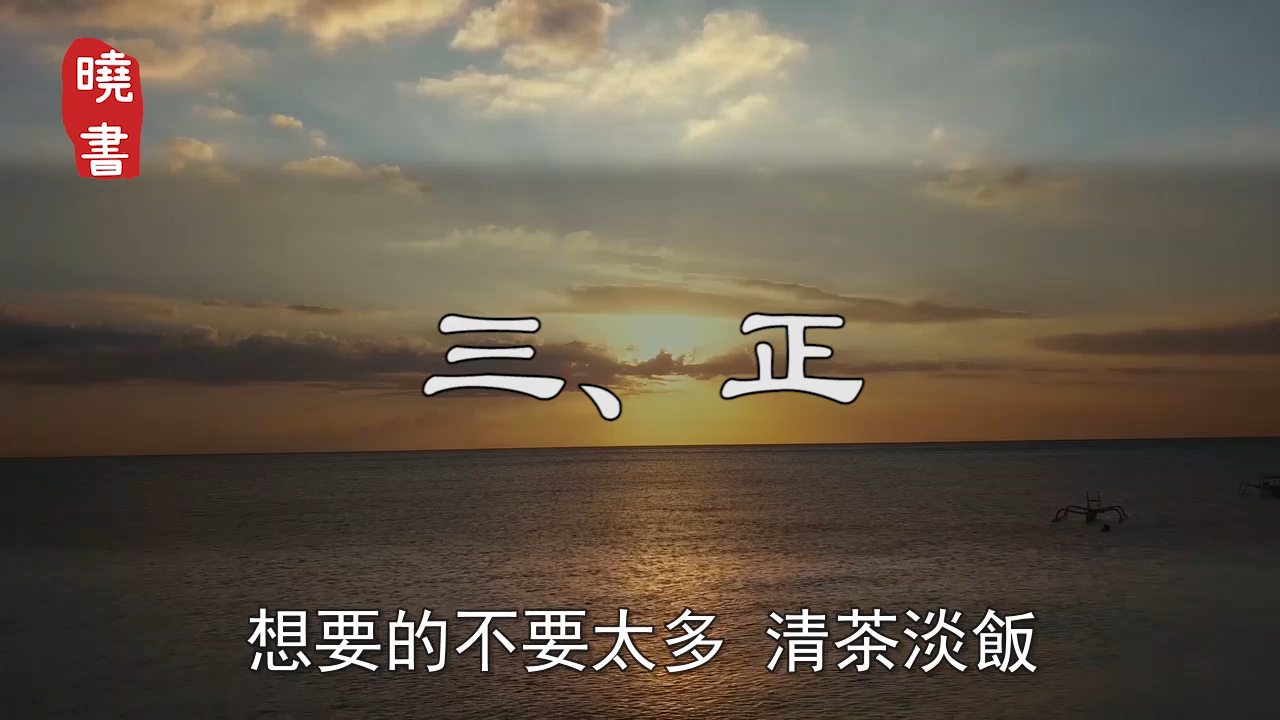 曉
書
三、正
想要的不要太多 清茶淡飯